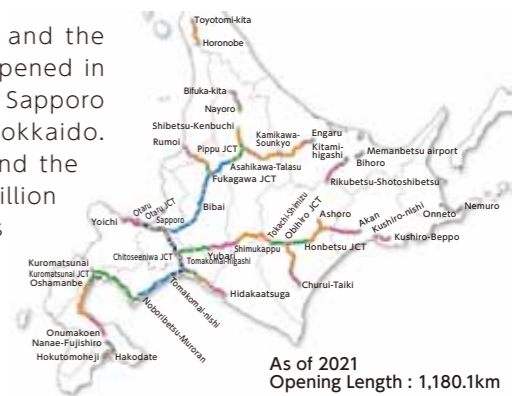 and the
pened in
Sapporo
okkaido.
nd the
illion
s
Toyotomi-kita
Horonobe
Bifuka-kita
Nayoro
Shibetsu-Kenbuchi
Rumoi
Pippu JCT
Kamikawa-
Sounkyo
Engaru
Kitami-
higashi
Memanbetsu airport
Bihoro
Asahikawa-Talasu
Fukagawa JCT
Rikubetsu-Shotoshibetsu
Bibai
Yoichi
Otaru
Otaru JCT
Sapporo
Tokachi-Shimizu
Obihiro JCT
Ashoro
Akan
Kushiro-nishi
Onneto
Nemuro
Kushiro-Beppo
Honbetsu JCT
Shimukappu
Yubari
Chitoseeniwa JCT
Tomakomai-higashi
Kuromatsunai
Kuromatsunai JCT
Oshamanbe
Tomakomai-nishi
Hidakaatsuga
Churui-Taiki
Noboribetsu-Muroran
Onumakoen
Nanae-Fujishiro
Hokutomoheji
Hakodate
As of 2021
Opening Length : 1,180.1km